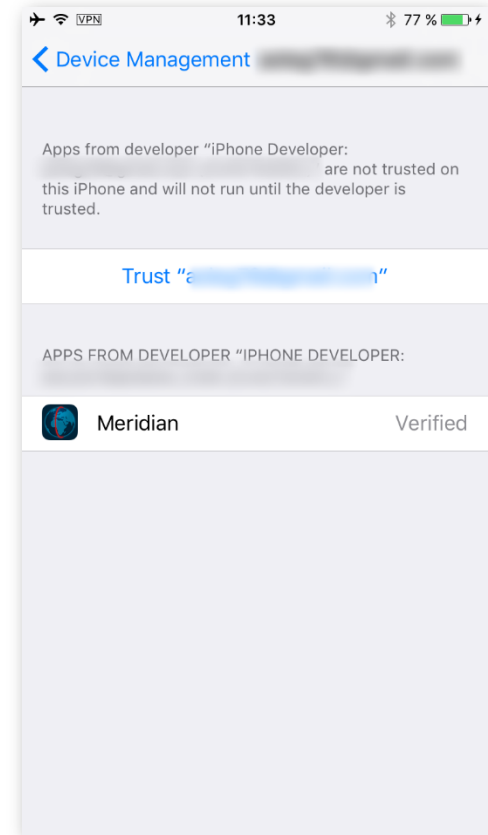 VPN 11:33 77 %
Device Management
Apps from developer “iPhone Developer:
are not trusted on
this iPhone and will not run until the developer is
trusted.
Trust “a ”
APPS FROM DEVELOPER “IPHONE DEVELOPER:
Meridian Verified